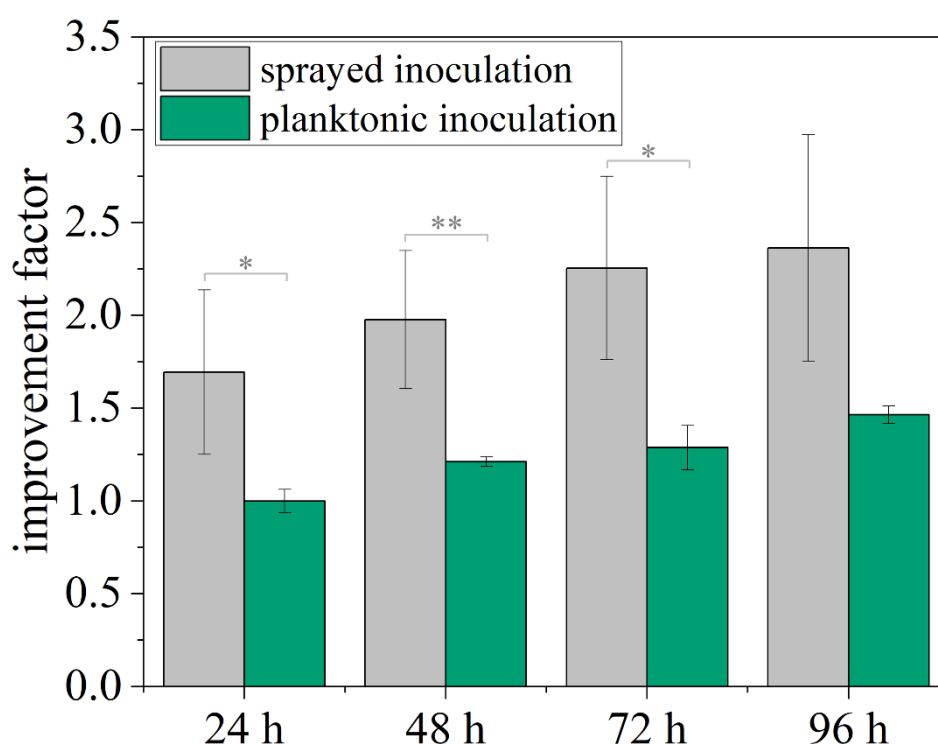 3.5
3.0
2.5
2.0
1.5
1.0
0.5
0.0
improvement factor
sprayed inoculation
planktonic inoculation
*
**
*
24 h
48 h
72 h
96 h